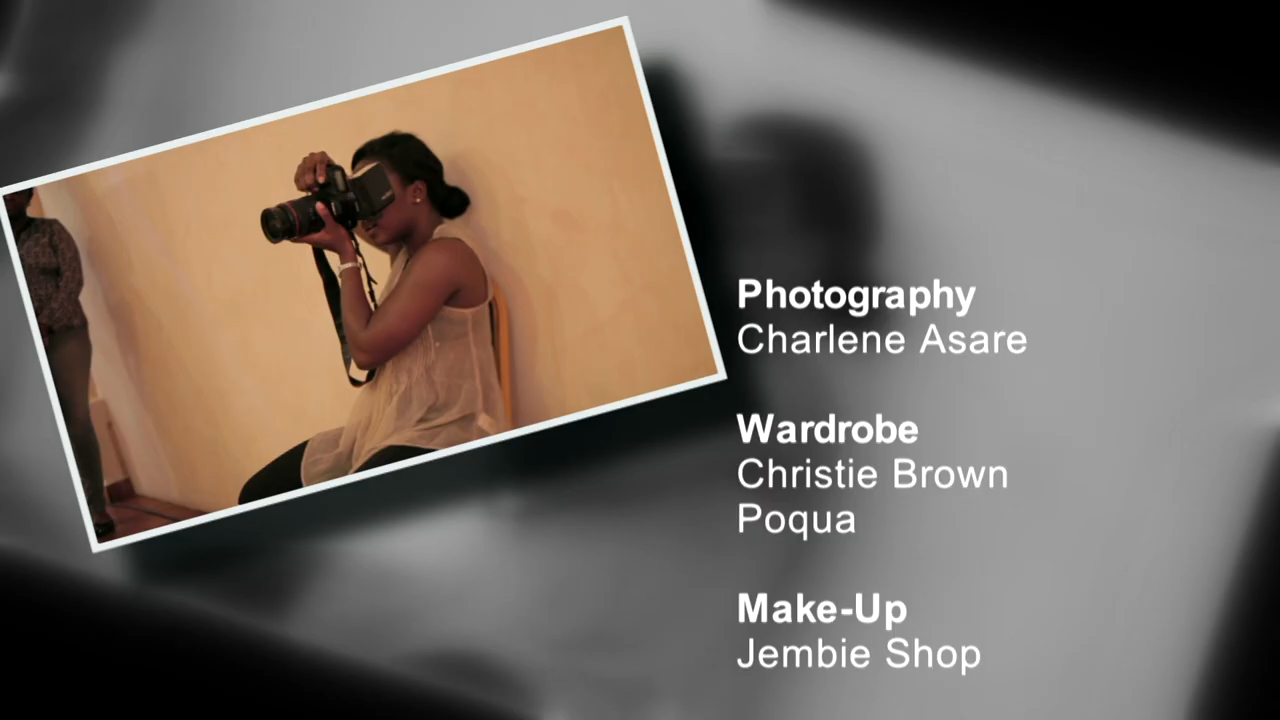 Photography
Charlene Asare
Wardrobe
Christie Brown
Poqua
Make-Up
Jembie Shop